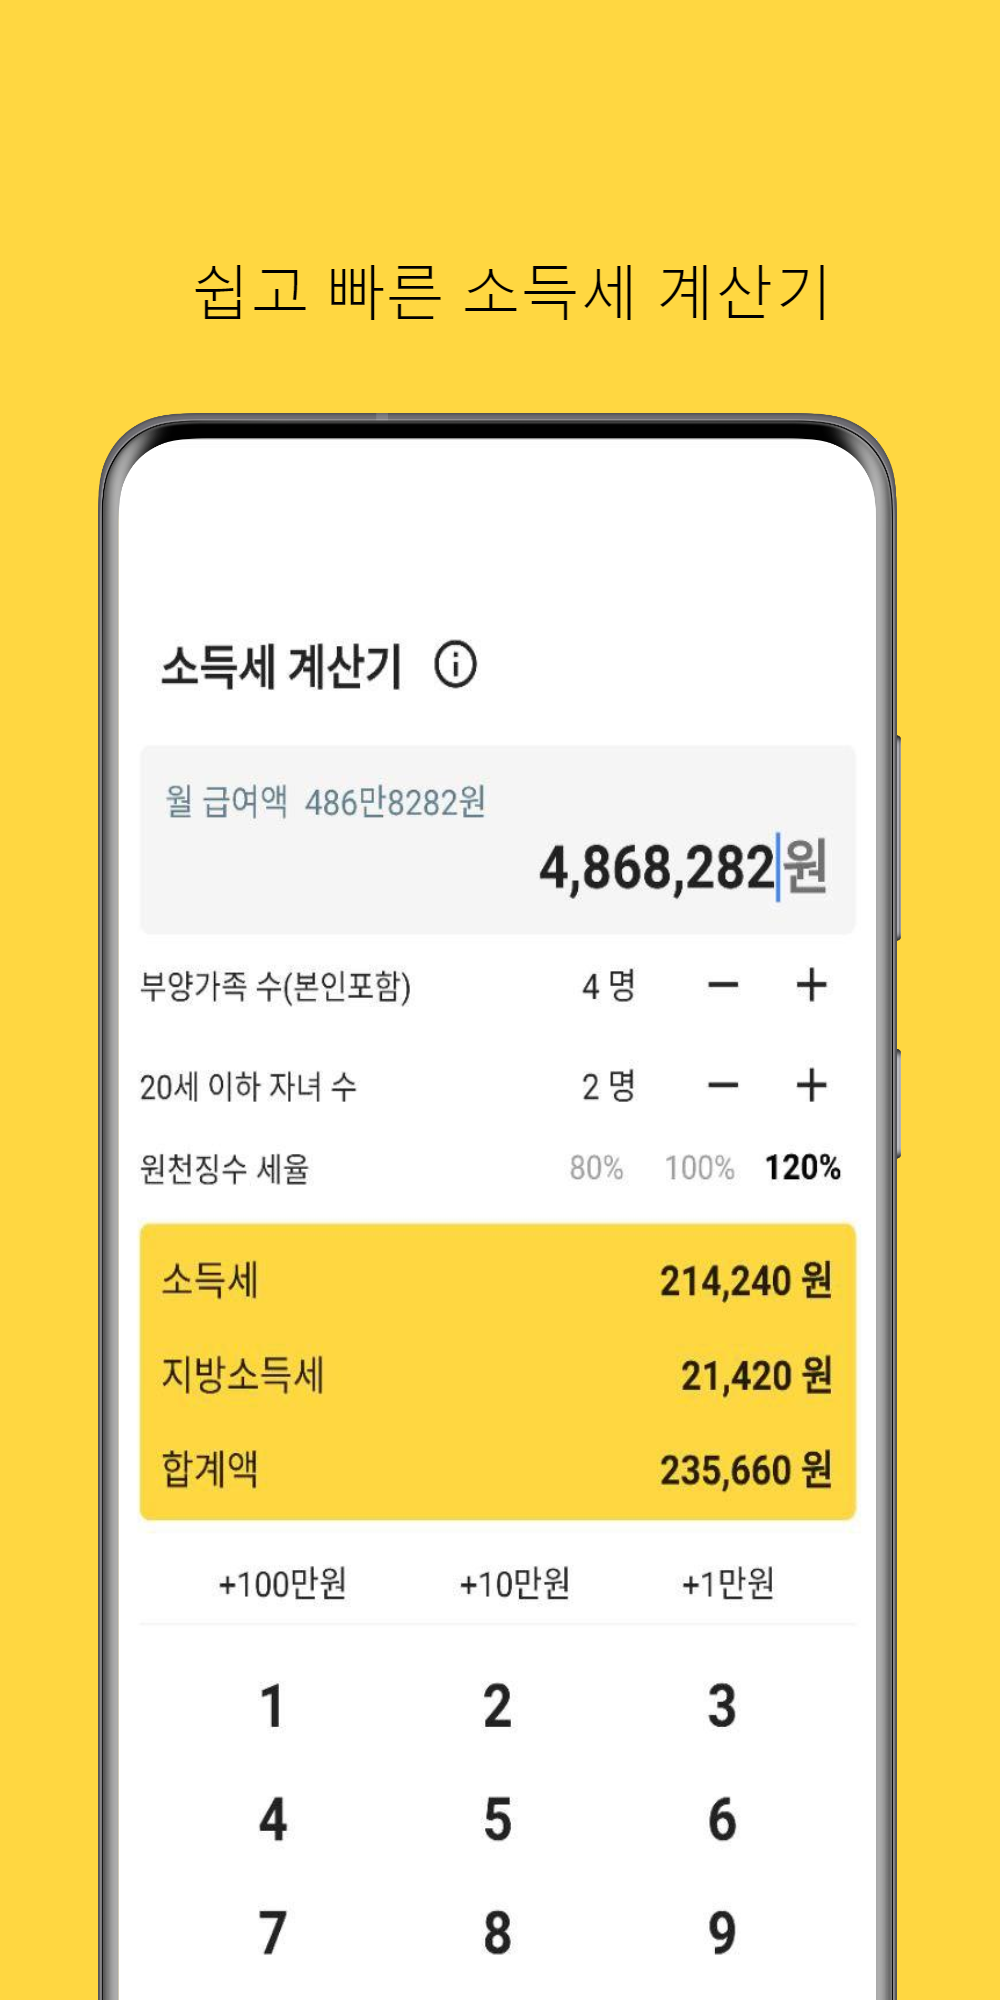 쉽고 빠른 소득세 계산기
소득세 계산기
월 급여액 486만8282원
4,868,282원
부양가족 수(본인포함) 4 명 − +
20세 이하 자녀 수 2 명 − +
원천징수 세율 80% 100% 120%
소득세 214,240 원
지방소득세 21,420 원
합계액 235,660 원
+100만원 +10만원 +1만원
1 2 3
4 5 6
7 8 9